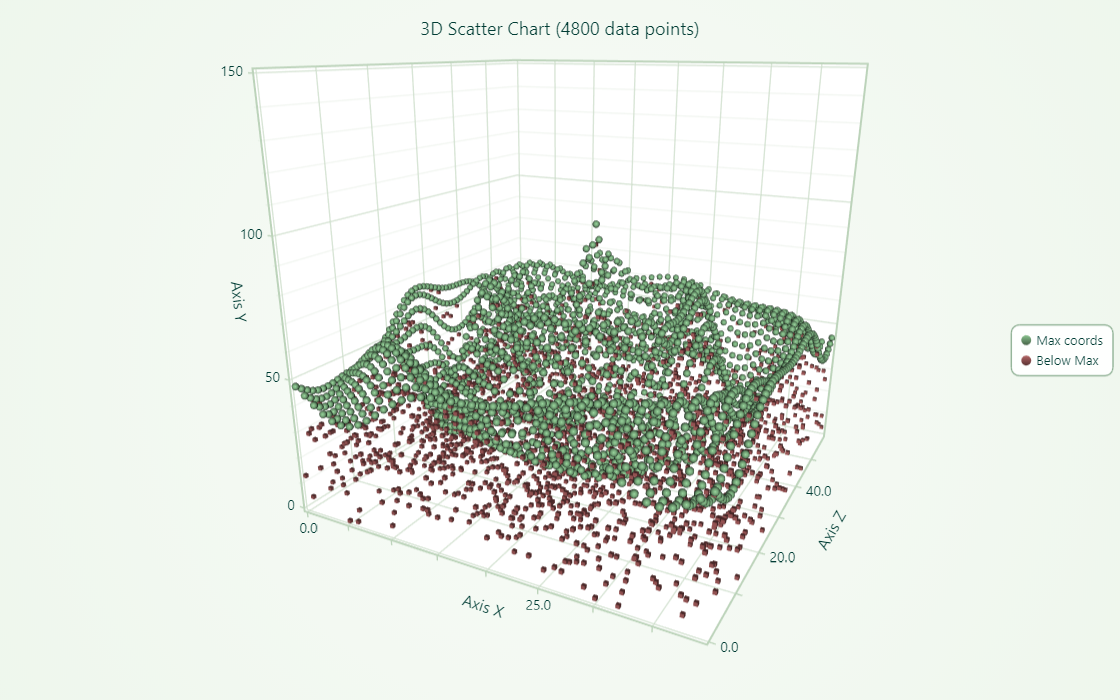 3D Scatter Chart (4800 data points)
150
100
50
0
Axis Y
0.0
25.0
Axis X
0.0
20.0
40.0
Axis Z
Max coords
Below Max